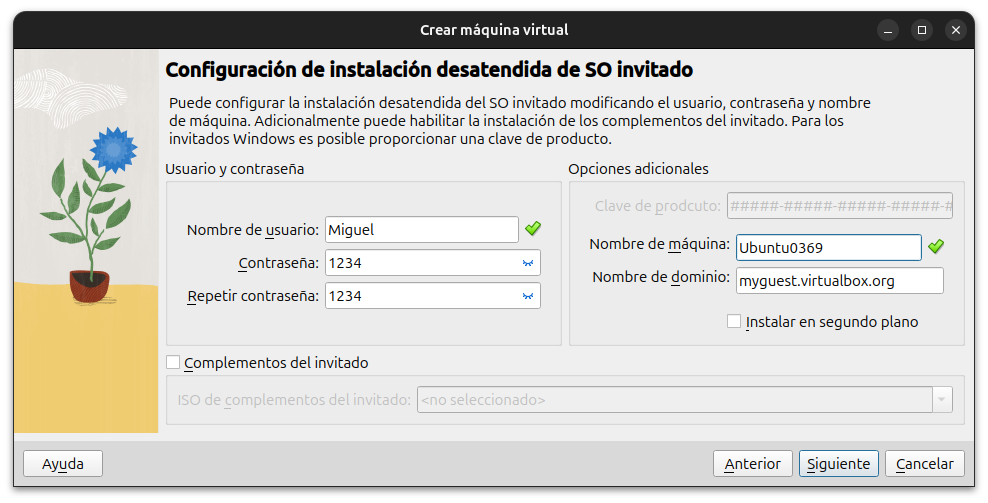 Crear máquina virtual
Configuración de instalación desatendida de SO invitado
Puede configurar la instalación desatendida del SO invitado modificando el usuario, contraseña y nombre
de máquina. Adicionalmente puede habilitar la instalación de los complementos del invitado. Para los
invitados Windows es posible proporcionar una clave de producto.
Usuario y contraseña
Nombre de usuario: Miguel
Contraseña: 1234
Repetir contraseña: 1234
Opciones adicionales
Clave de prodcuto: #####-#####-#####-#####-#
Nombre de máquina: Ubuntu0369
Nombre de dominio: myguest.virtualbox.org
Instalar en segundo plano
Complementos del invitado
ISO de complementos del invitado: <no seleccionado>
Ayuda
Anterior
Siguiente
Cancelar